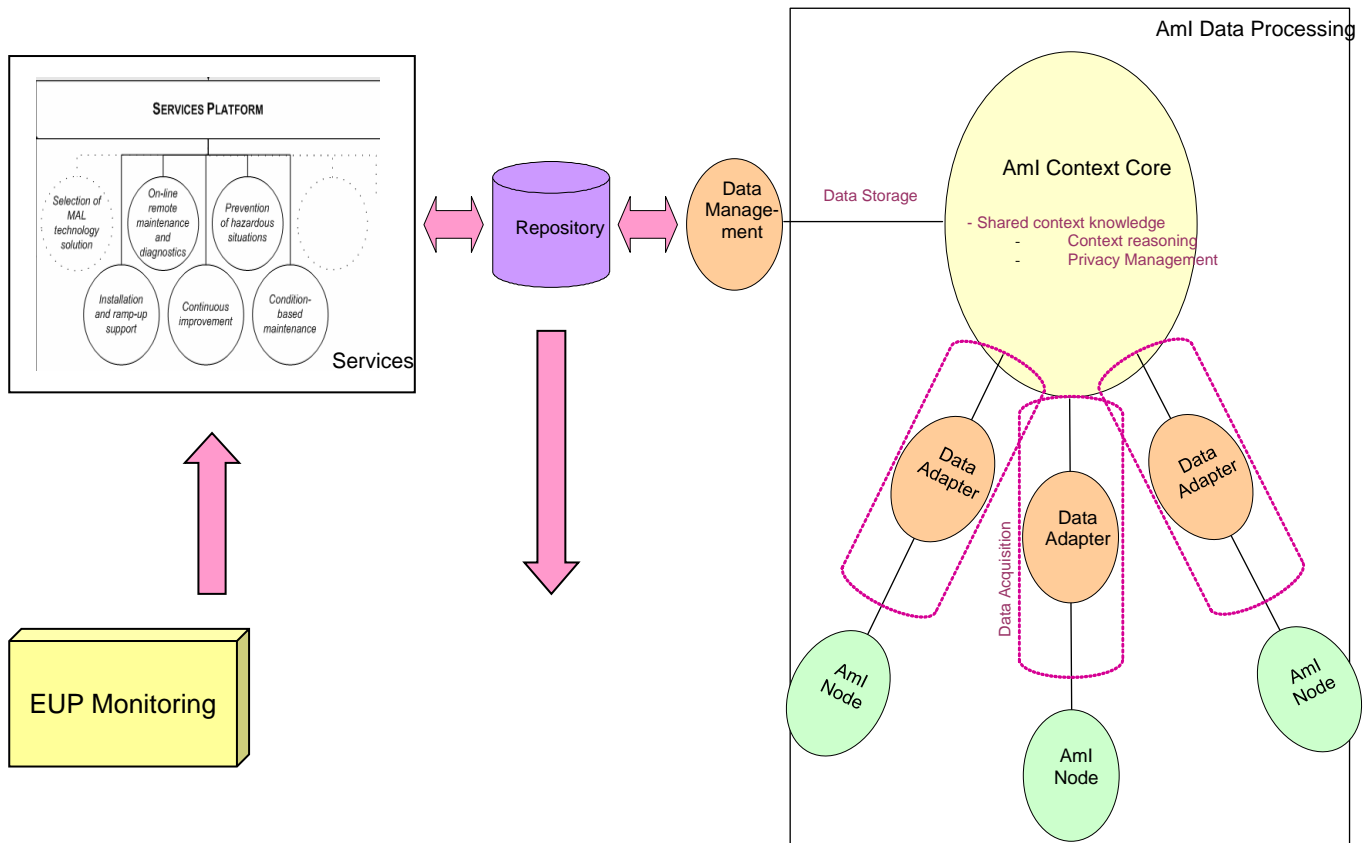 AmI Data Processing
SERVICES PLATFORM
Selection of
MAL
technology
solution
On-line
remote
maintenance
and
diagnostics
Prevention
of hazardous
situations
Installation
and ramp-up
support
Continuous
improvement
Condition-
based
maintenance
Services
Repository
Data
Manage-
ment
Data Storage
AmI Context Core
- Shared context knowledge
- Context reasoning
- Privacy Management
Data
Adapter
Data
Adapter
Data
Adapter
Data Acquisition
AmI
Node
AmI
Node
AmI
Node
EUP Monitoring